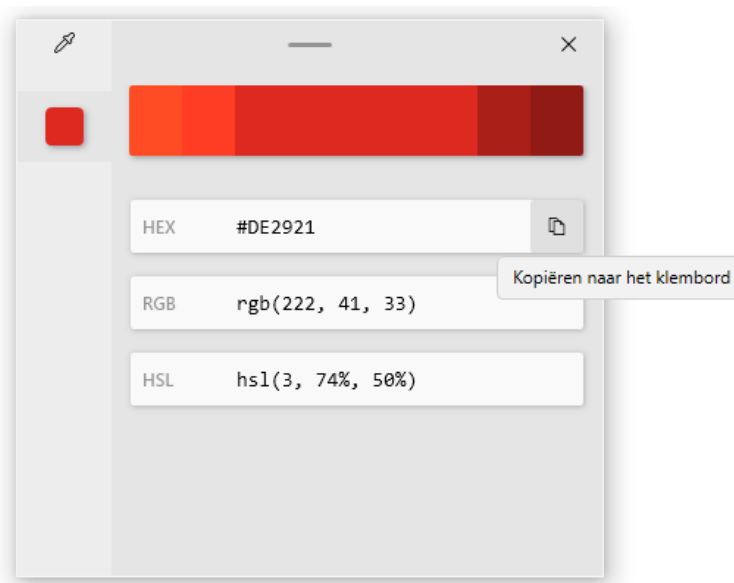 HEX #DE2921
Kopiëren naar het klembord
RGB rgb(222, 41, 33)
HSL hsl(3, 74%, 50%)